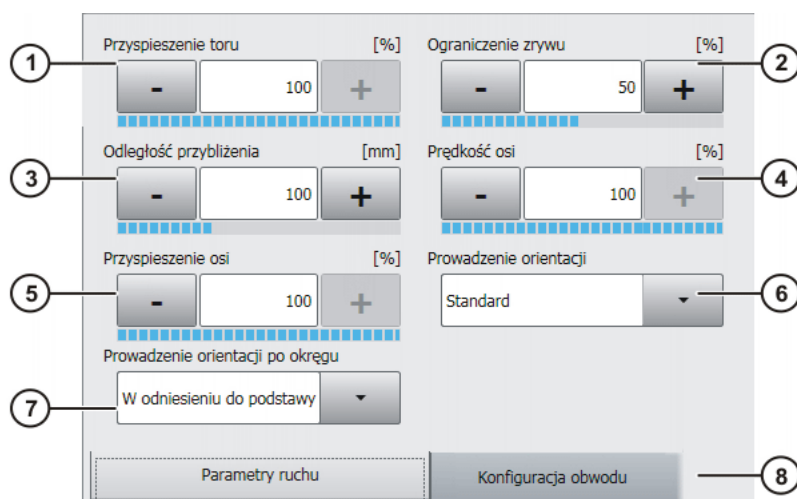 Przyspieszenie toru [%] Ograniczenie zrywu [%]
1 - 100 + - 50 + 2
Odległość przybliżenia [mm] Prędkość osi [%]
3 - 100 + - 100 + 4
Przyspieszenie osi [%] Prowadzenie orientacji
5 - 100 + Standard 6
Prowadzenie orientacji po okręgu
7 W odniesieniu do podstawy
Parametry ruchu Konfiguracja obwodu 8